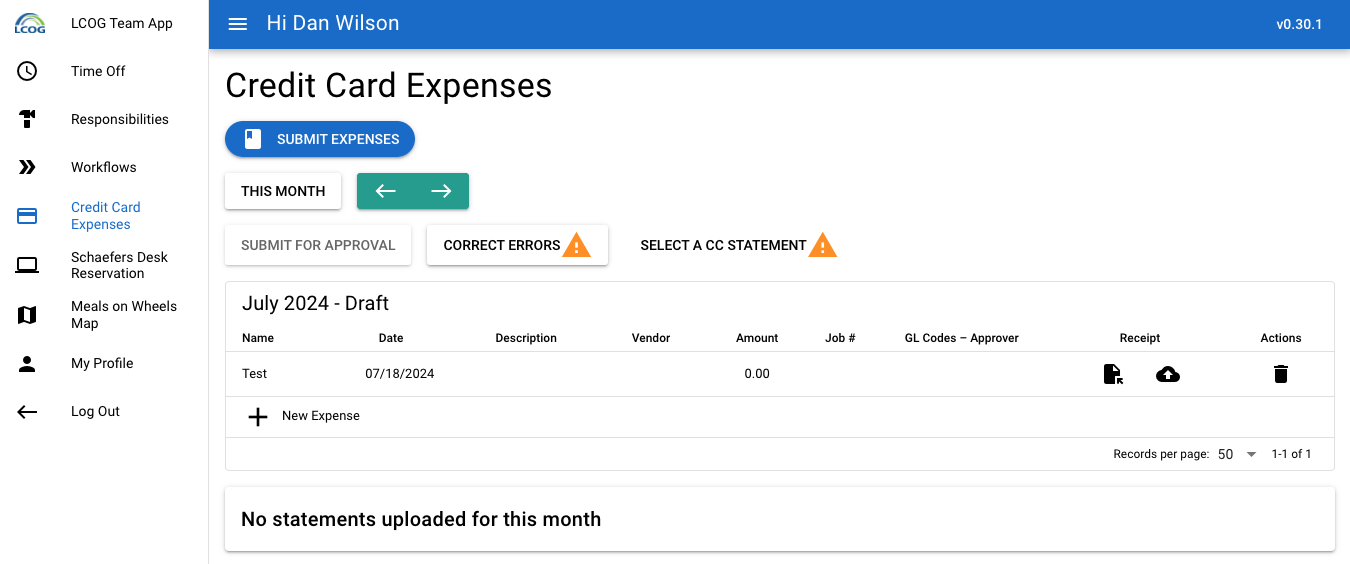 LCOG
LCOG Team App
Time Off
Responsibilities
Workflows
Credit Card
Expenses
Schaefers Desk
Reservation
Meals on Wheels
Map
My Profile
Log Out
Hi Dan Wilson
v0.30.1
Credit Card Expenses
SUBMIT EXPENSES
THIS MONTH
SUBMIT FOR APPROVAL
CORRECT ERRORS
SELECT A CC STATEMENT
July 2024 - Draft
Name Date Description Vendor Amount Job # GL Codes – Approver Receipt Actions
Test 07/18/2024 0.00
New Expense
Records per page: 50 1-1 of 1
No statements uploaded for this month